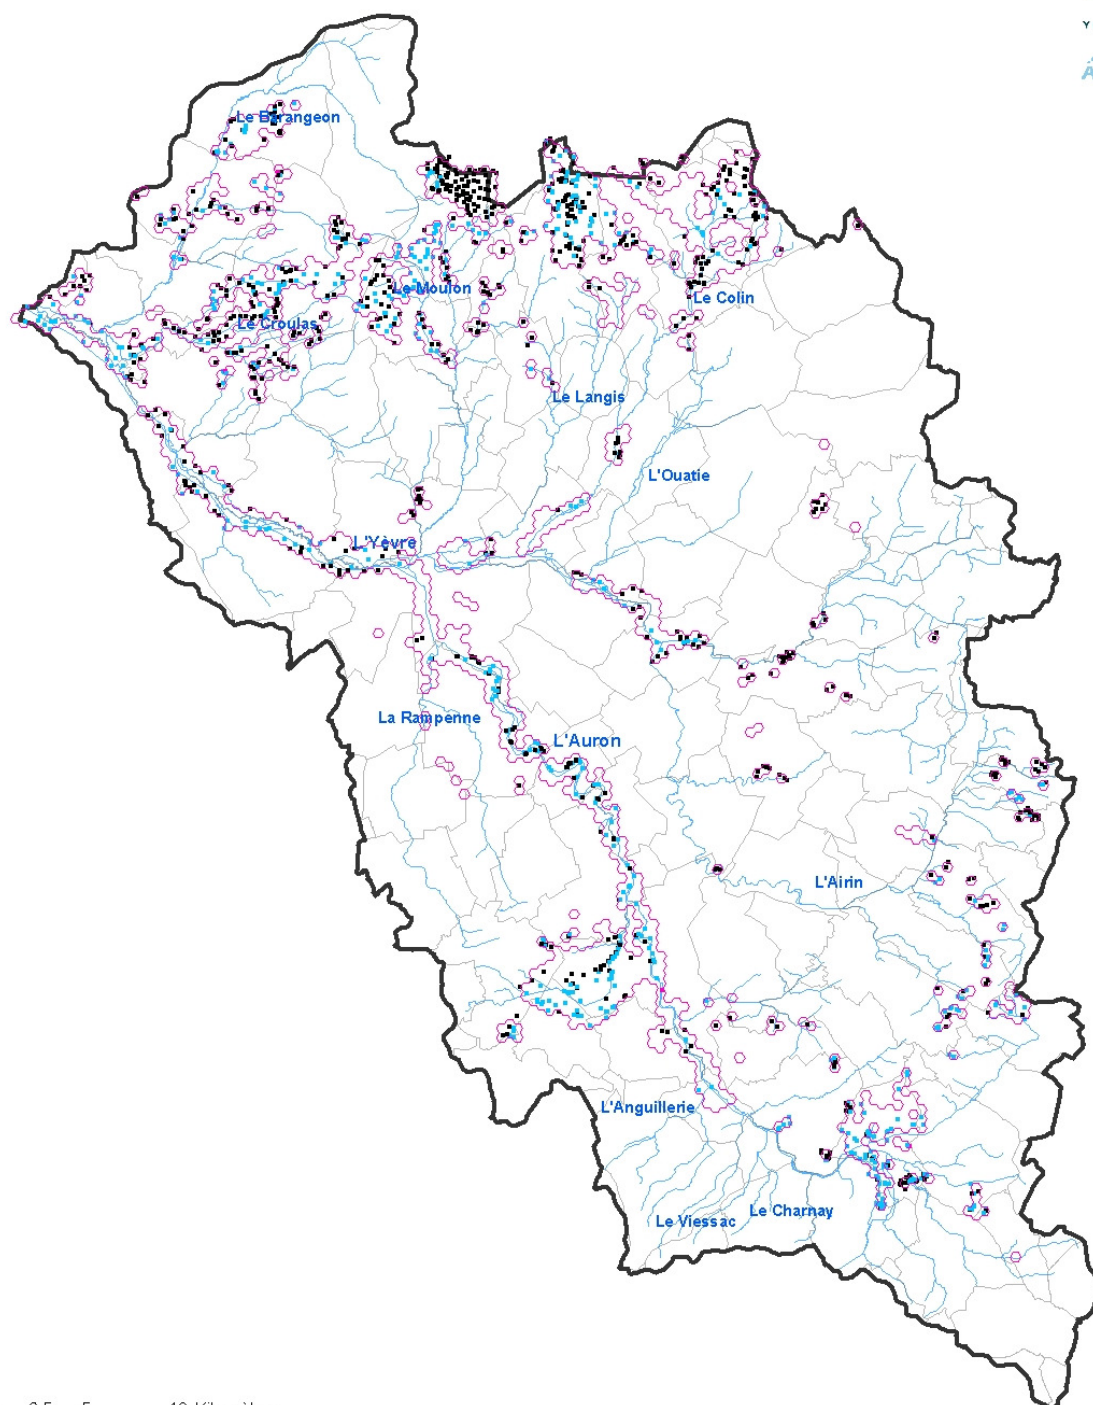 Le Barangeon
Le Moulon
Le Colin
Le Croulas
Le Langis
L'Ouatie
L'Yèvre
La Rampenne
L'Auron
L'Airin
L'Anguillerie
Le Charnay
Le Viessac